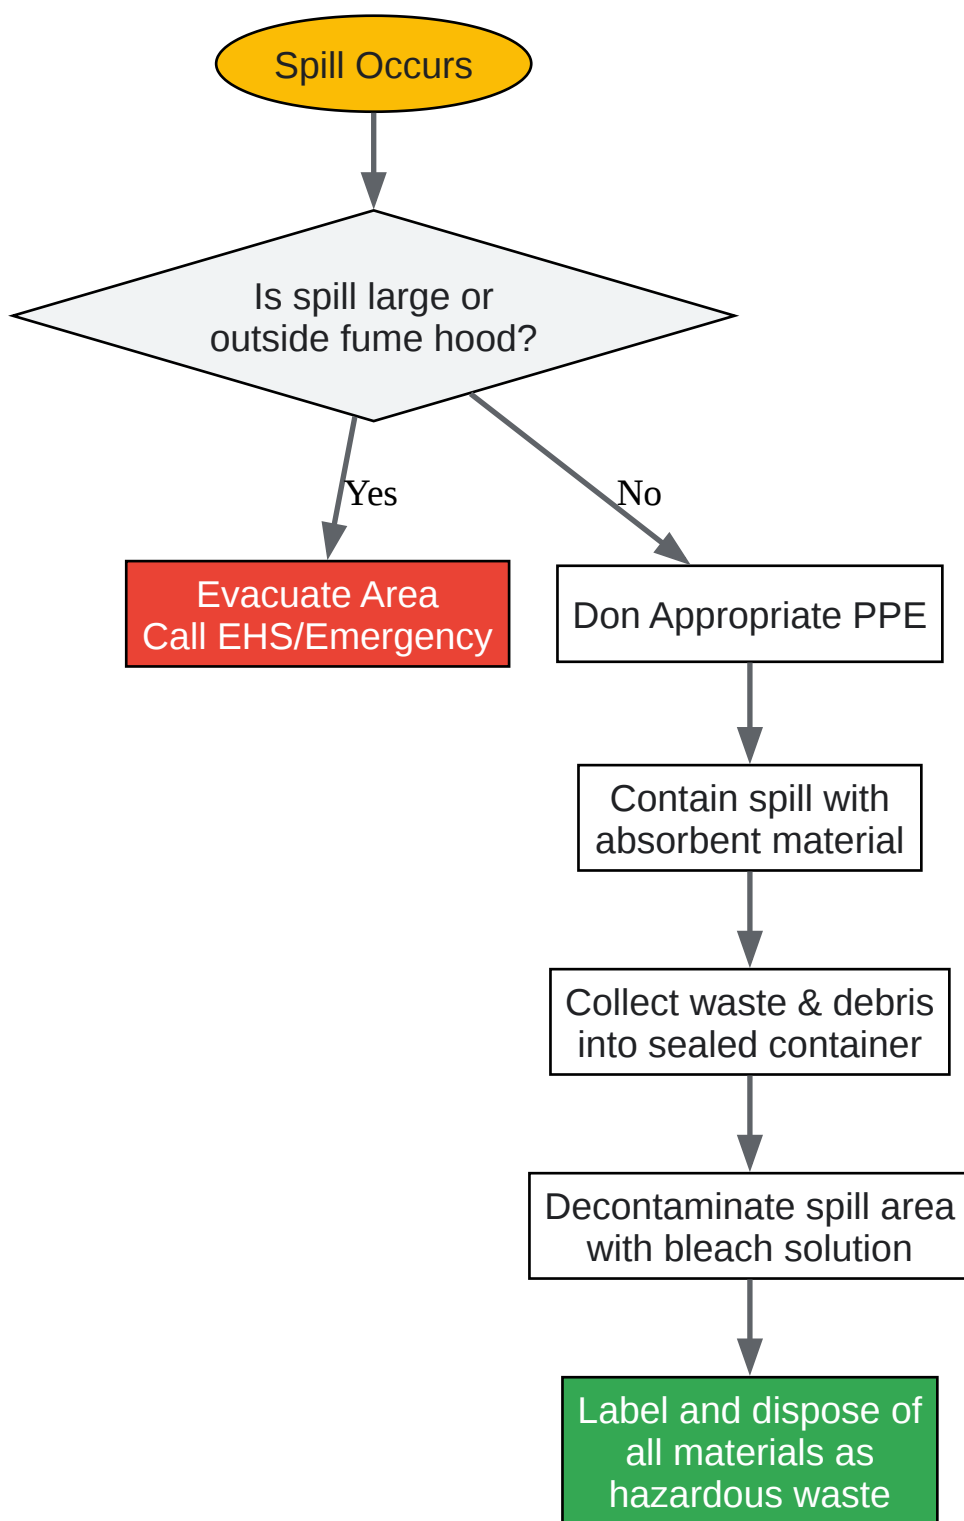 Spill Occurs
Is spill large or
outside fume hood?
Yes
No
Evacuate Area
Call EHS/Emergency
Don Appropriate PPE
Contain spill with
absorbent material
Collect waste & debris
into sealed container
Decontaminate spill area
with bleach solution
Label and dispose of
all materials as
hazardous waste